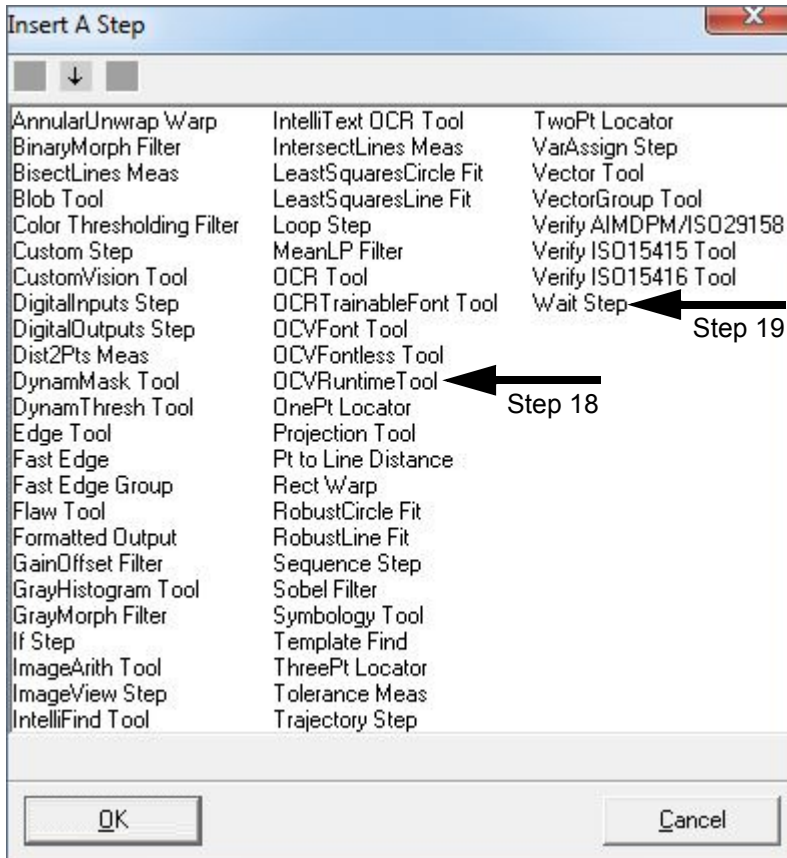 Insert A Step
AnnularUnwrap Warp
BinaryMorph Filter
BisectLines Meas
Blob Tool
Color Thresholding Filter
Custom Step
CustomVision Tool
DigitalInputs Step
DigitalOutputs Step
Dist2Pts Meas
DynamMask Tool
DynamThresh Tool
Edge Tool
Fast Edge
Fast Edge Group
Flaw Tool
Formatted Output
GainOffset Filter
GrayHistogram Tool
GrayMorph Filter
If Step
ImageArith Tool
ImageView Step
IntelliFind Tool
IntelliText OCR Tool
IntersectLines Meas
LeastSquaresCircle Fit
LeastSquaresLine Fit
Loop Step
MeanLP Filter
OCR Tool
OCRTrainableFont Tool
OCVFont Tool
OCVFontless Tool
OCVRuntimeTool
Step 18
OnePt Locator
Projection Tool
Pt to Line Distance
Rect Warp
RobustCircle Fit
RobustLine Fit
Sequence Step
Sobel Filter
Symbology Tool
Template Find
ThreePt Locator
Tolerance Meas
Trajectory Step
TwoPt Locator
VarAssign Step
Vector Tool
VectorGroup Tool
Verify AIMDPM/ISO29158
Verify ISO15415 Tool
Verify ISO15416 Tool
Wait Step
Step 19
OK
Cancel